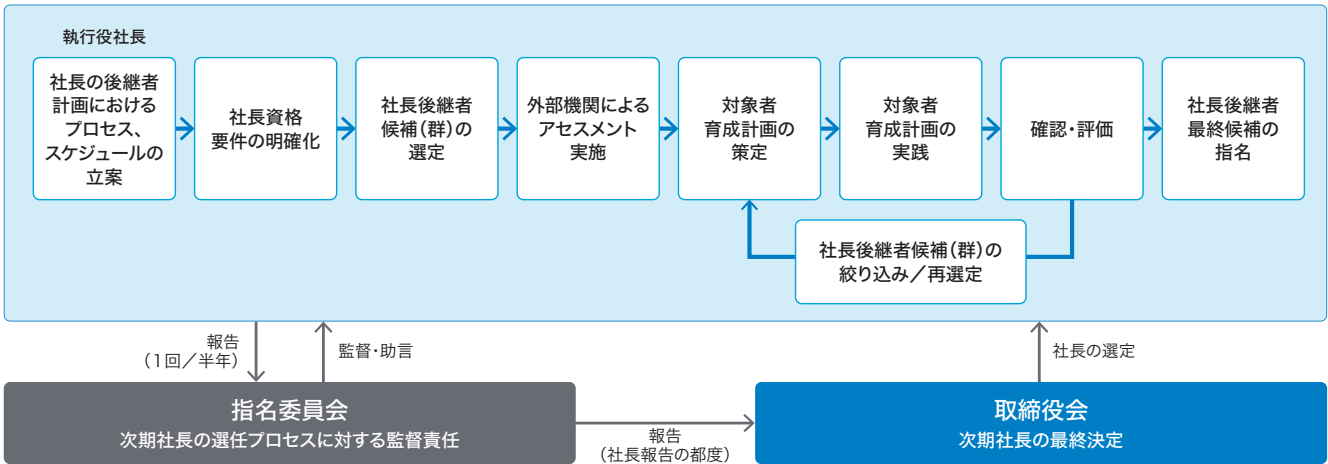 執行役社長
社長の後継者
計画における
プロセス、
スケジュールの
立案
社長資格
要件の明確化
社長後継者
候補（群）の
選定
外部機関による
アセスメント
実施
対象者
育成計画の
策定
対象者
育成計画の
実践
確認・評価
社長後継者
最終候補の
指名
社長後継者候補（群）の
絞り込み／再選定
報告
（1回／半年）
監督・助言
社長の選定
指名委員会
次期社長の選任プロセスに対する監督責任
報告
（社長報告の都度）
取締役会
次期社長の最終決定